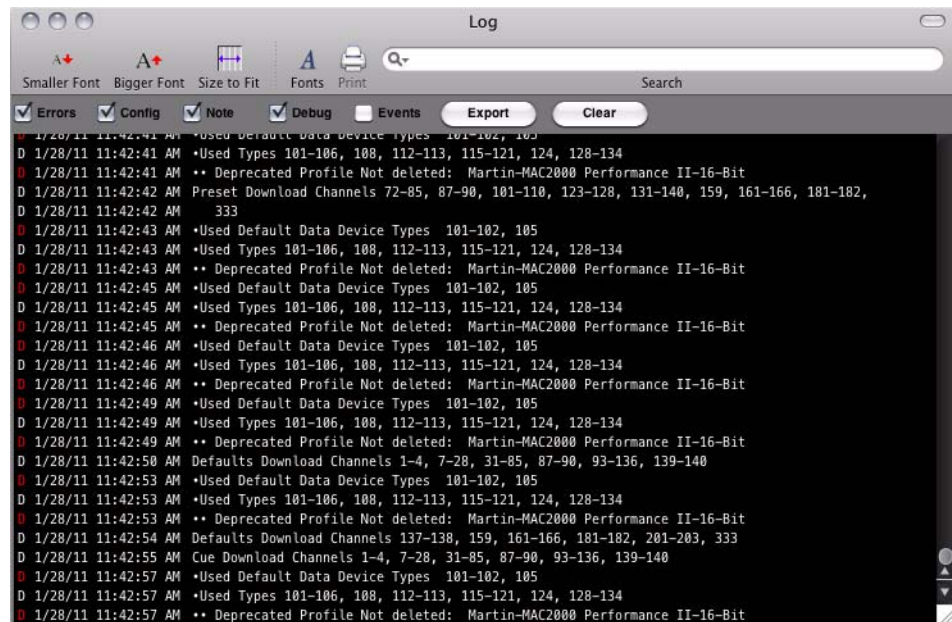 Log
A A A
Smaller Font Bigger Font Size to Fit Fonts Print Search
Errors Config Note Debug Events Export Clear
D 1/28/11 11:42:41 AM •Used Default Data Device Types 101-102, 105
D 1/28/11 11:42:41 AM •Used Types 101-106, 108, 112-113, 115-121, 124, 128-134
D 1/28/11 11:42:41 AM •• Deprecated Profile Not deleted: Martin-MAC2000 Performance II-16-Bit
D 1/28/11 11:42:42 AM Preset Download Channels 72-85, 87-90, 101-110, 123-128, 131-140, 159, 161-166, 181-182,
D 1/28/11 11:42:42 AM 333
D 1/28/11 11:42:43 AM •Used Default Data Device Types 101-102, 105
D 1/28/11 11:42:43 AM •Used Types 101-106, 108, 112-113, 115-121, 124, 128-134
D 1/28/11 11:42:43 AM •• Deprecated Profile Not deleted: Martin-MAC2000 Performance II-16-Bit
D 1/28/11 11:42:45 AM •Used Default Data Device Types 101-102, 105
D 1/28/11 11:42:45 AM •Used Types 101-106, 108, 112-113, 115-121, 124, 128-134
D 1/28/11 11:42:45 AM •• Deprecated Profile Not deleted: Martin-MAC2000 Performance II-16-Bit
D 1/28/11 11:42:46 AM •Used Default Data Device Types 101-102, 105
D 1/28/11 11:42:46 AM •Used Types 101-106, 108, 112-113, 115-121, 124, 128-134
D 1/28/11 11:42:46 AM •• Deprecated Profile Not deleted: Martin-MAC2000 Performance II-16-Bit
D 1/28/11 11:42:49 AM •Used Default Data Device Types 101-102, 105
D 1/28/11 11:42:49 AM •Used Types 101-106, 108, 112-113, 115-121, 124, 128-134
D 1/28/11 11:42:49 AM •• Deprecated Profile Not deleted: Martin-MAC2000 Performance II-16-Bit
D 1/28/11 11:42:50 AM Defaults Download Channels 1-4, 7-28, 31-85, 87-90, 93-136, 139-140
D 1/28/11 11:42:53 AM •Used Default Data Device Types 101-102, 105
D 1/28/11 11:42:53 AM •Used Types 101-106, 108, 112-113, 115-121, 124, 128-134
D 1/28/11 11:42:53 AM •• Deprecated Profile Not deleted: Martin-MAC2000 Performance II-16-Bit
D 1/28/11 11:42:54 AM Defaults Download Channels 137-138, 159, 161-166, 181-182, 201-203, 333
D 1/28/11 11:42:55 AM Cue Download Channels 1-4, 7-28, 31-85, 87-90, 93-136, 139-140
D 1/28/11 11:42:57 AM •Used Default Data Device Types 101-102, 105
D 1/28/11 11:42:57 AM •Used Types 101-106, 108, 112-113, 115-121, 124, 128-134
D 1/28/11 11:42:57 AM •• Deprecated Profile Not deleted: Martin-MAC2000 Performance II-16-Bit